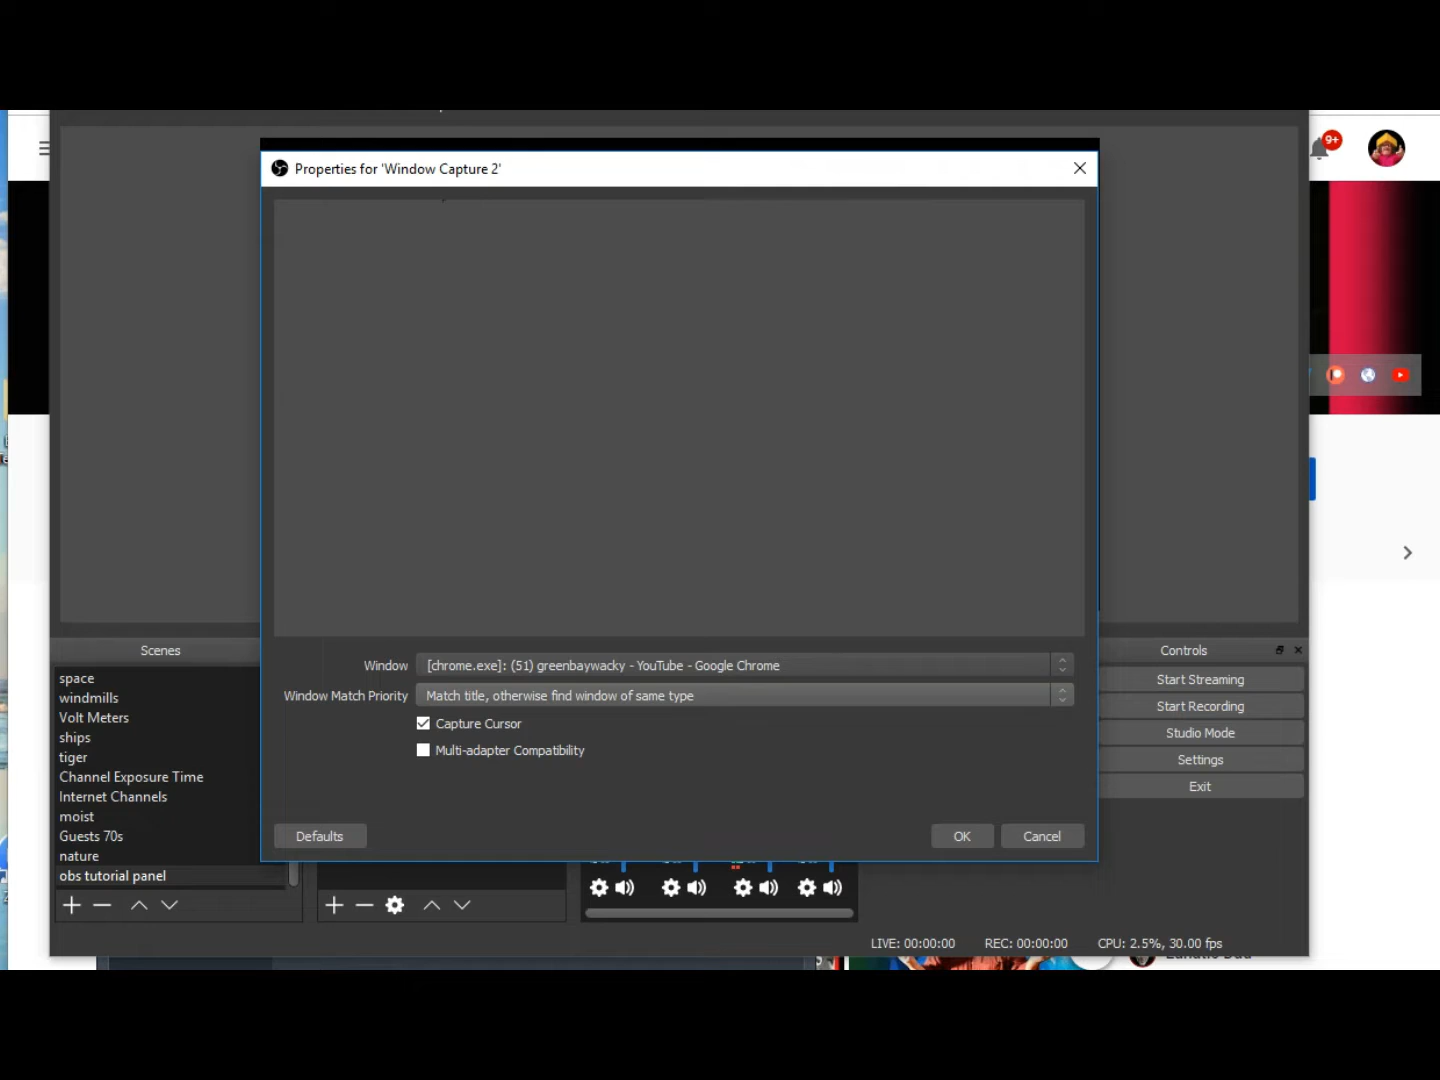 9+
Properties for 'Window Capture 2'
Window
[chrome.exe]: (51) greenbaywacky - YouTube - Google Chrome
Window Match Priority
Match title, otherwise find window of same type
Capture Cursor
Multi-adapter Compatibility
Defaults
OK
Cancel
Scenes
space
windmills
Volt Meters
ships
tiger
Channel Exposure Time
Internet Channels
moist
Guests 70s
nature
obs tutorial panel
Controls
Start Streaming
Start Recording
Studio Mode
Settings
Exit
LIVE: 00:00:00
REC: 00:00:00
CPU: 2.5%, 30.00 fps